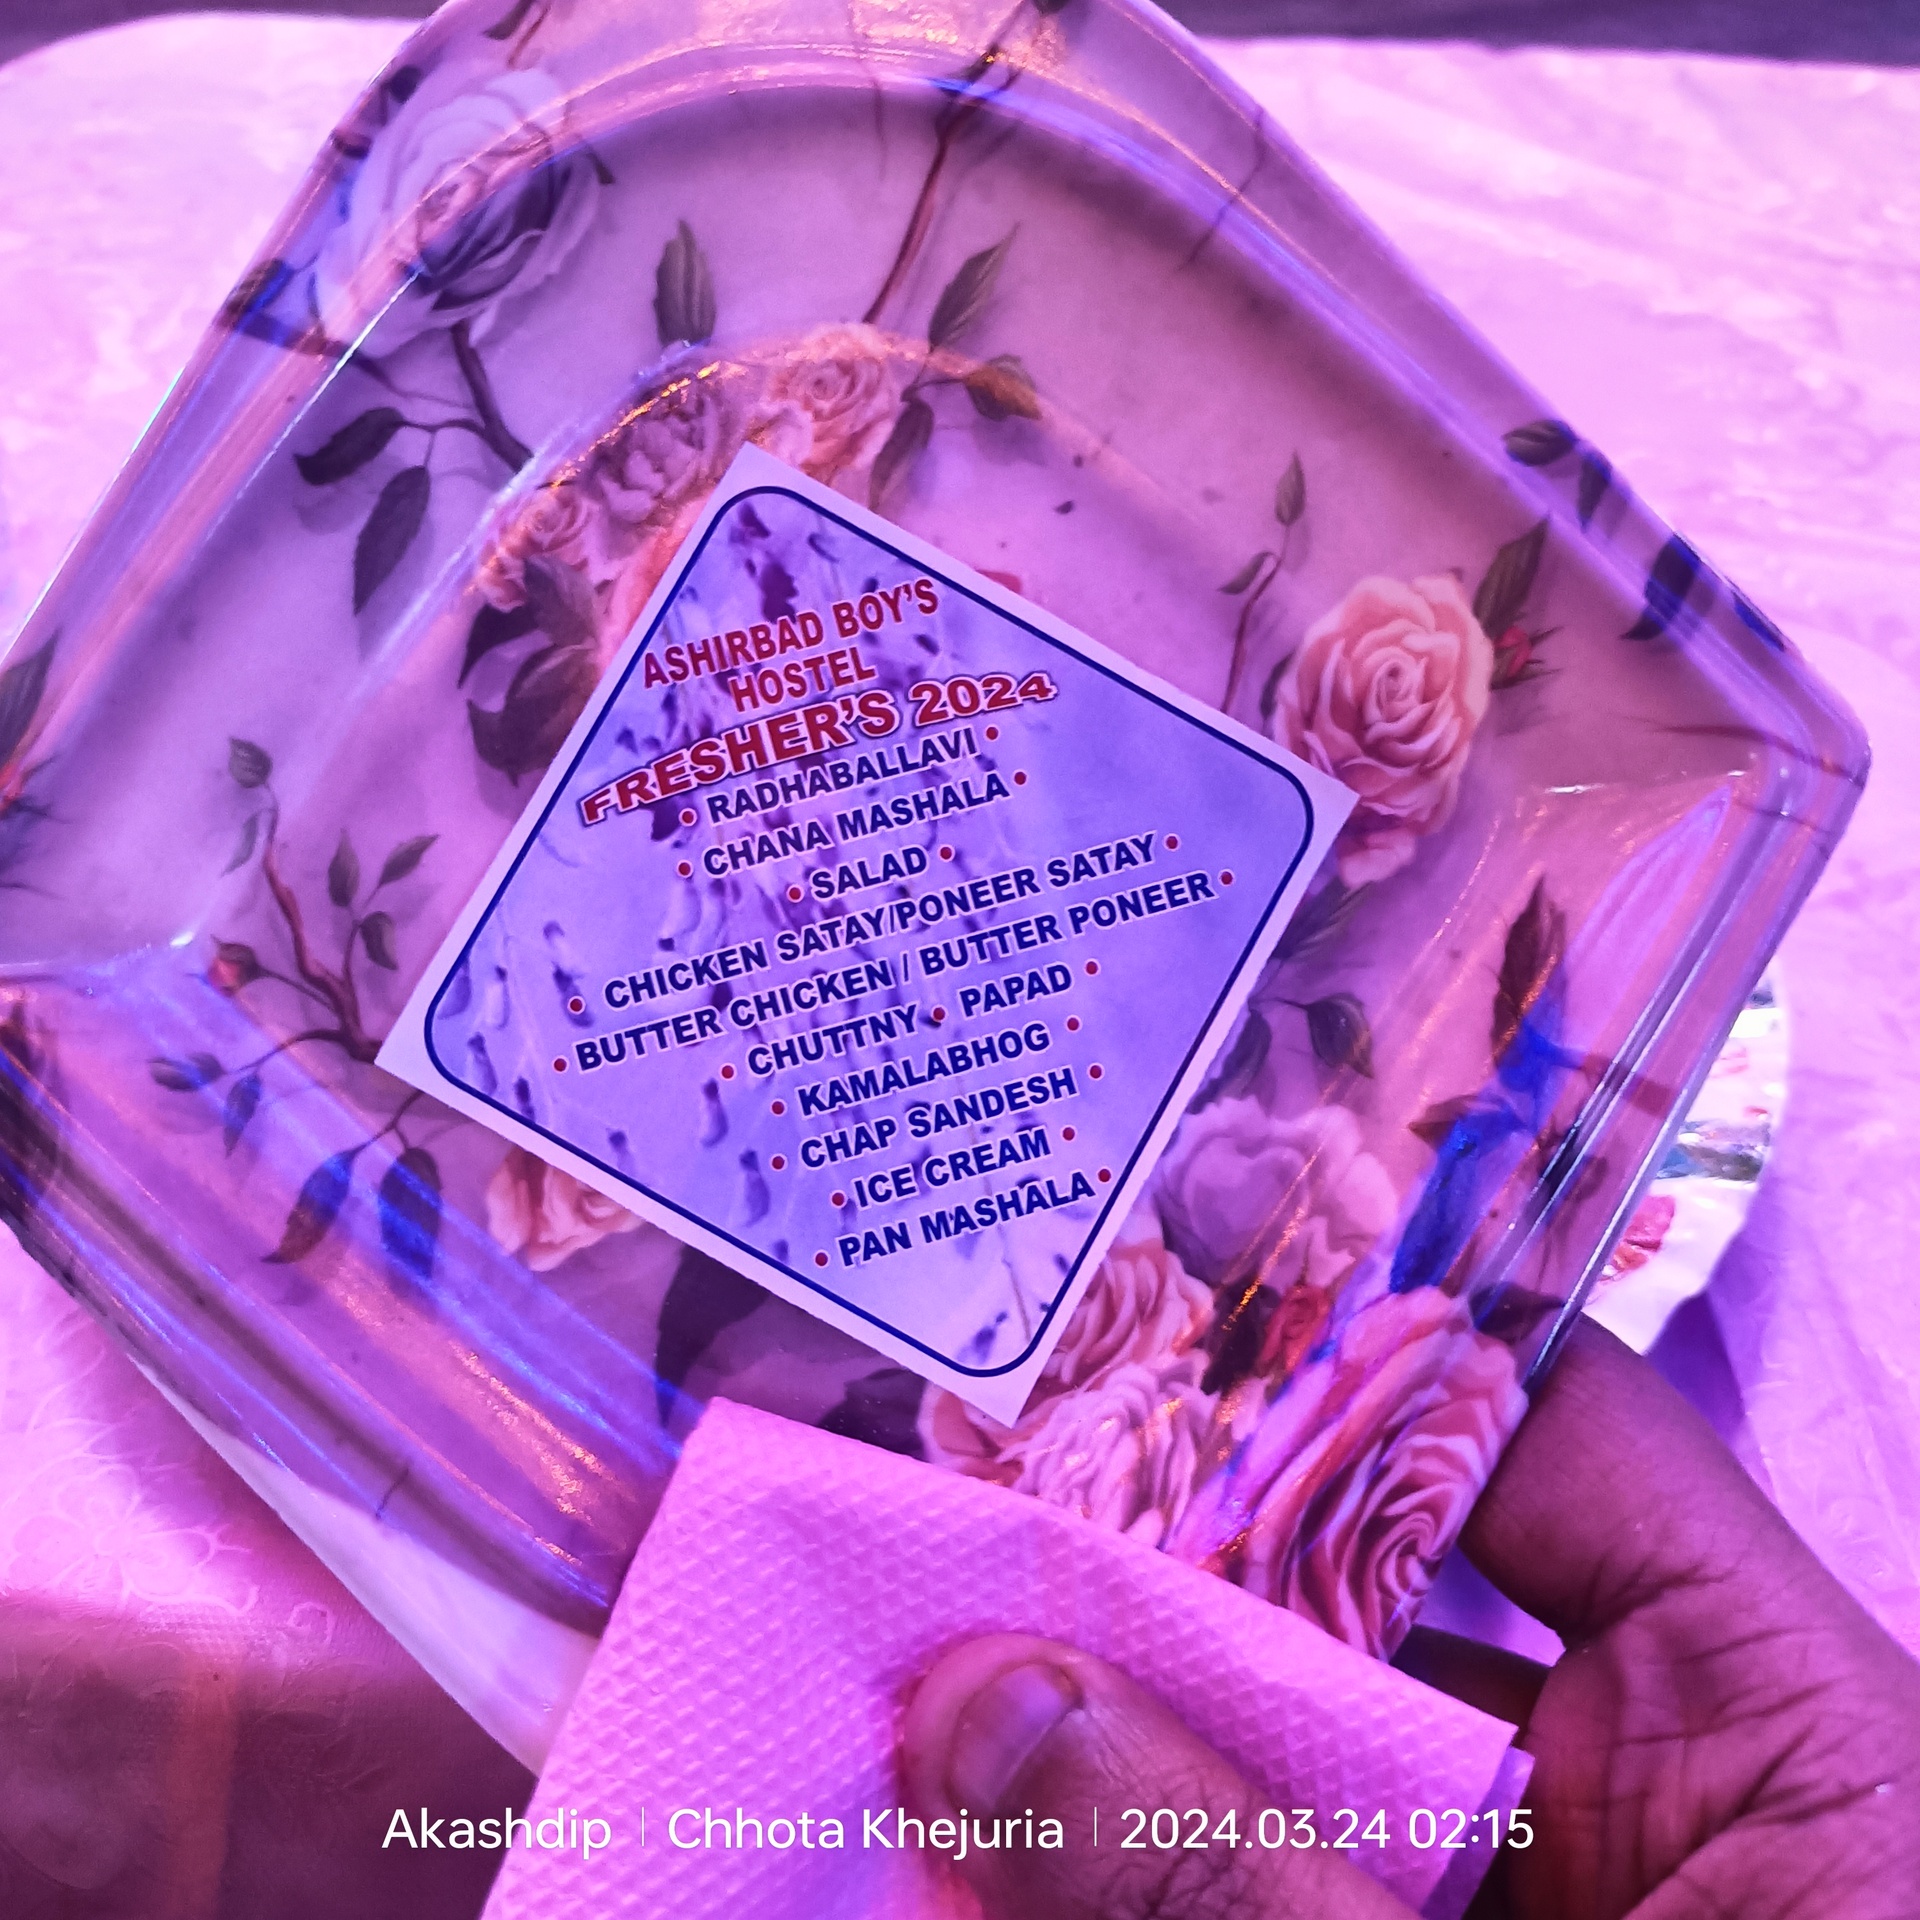 ASHIRBAD BOY'S
HOSTEL
FRESHER'S 2024
• RADHABALLAVI •
• CHANA MASHALA •
• SALAD •
• CHICKEN SATAY/PONEER SATAY •
• BUTTER CHICKEN / BUTTER PONEER •
• CHUTTNY • PAPAD •
• KAMALABHOG •
• CHAP SANDESH •
• ICE CREAM •
• PAN MASHALA •
Akashdip | Chhota Khejuria | 2024.03.24 02:15